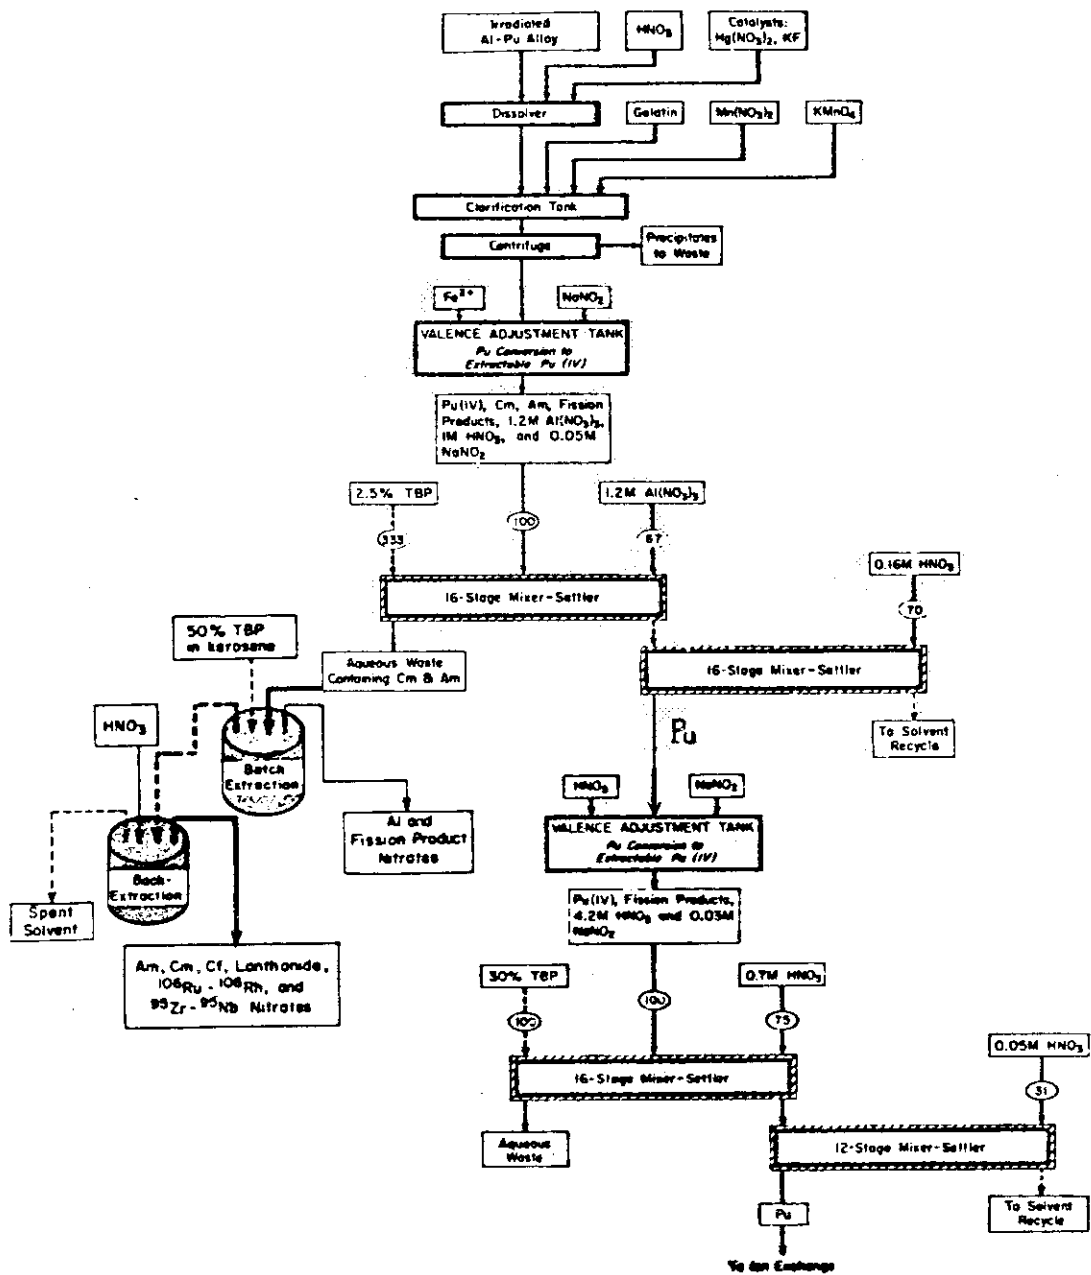 Irradiated
Al-Pu Alloy
HNO₃
Catalysts:
Hg(NO₃)₂, KF
Dissolver
Gelatin
Mn(NO₃)₂
KMnO₄
Clarification Tank
Centrifuge
Precipitates
to Waste
Fe²⁺
NaNO₂
VALENCE ADJUSTMENT TANK
Pu Conversion to
Extractable Pu (IV)
Pu(IV), Cm, Am, Fission
Products, 1.2M Al(NO₃)₃,
1M HNO₃, and 0.05M
NaNO₂
2.5% TBP
1.2M Al(NO₃)₃
333
100
67
0.16M HNO₃
16-Stage Mixer-Settler
70
50% TBP
in kerosene
Aqueous Waste
Containing Cm & Am
16-Stage Mixer-Settler
HNO₃
Batch
Extraction
Pu
To Solvent
Recycle
HNO₃
NaNO₂
Al and
Fission Product
Nitrates
VALENCE ADJUSTMENT TANK
Pu Conversion to
Extractable Pu (IV)
Back-
Extraction
Spent
Solvent
Pu(IV), Fission Products,
4.2M HNO₃ and 0.03M
NaNO₂
Am, Cm, Cf, Lanthanide,
¹⁰⁶Ru-¹⁰⁶Rh, and
⁹⁵Zr-⁹⁵Nb Nitrates
30% TBP
0.7M HNO₃
100
100
75
0.05M HNO₃
16-Stage Mixer-Settler
31
Aqueous
Waste
12-Stage Mixer-Settler
Pu
To Solvent
Recycle
To Ion Exchange